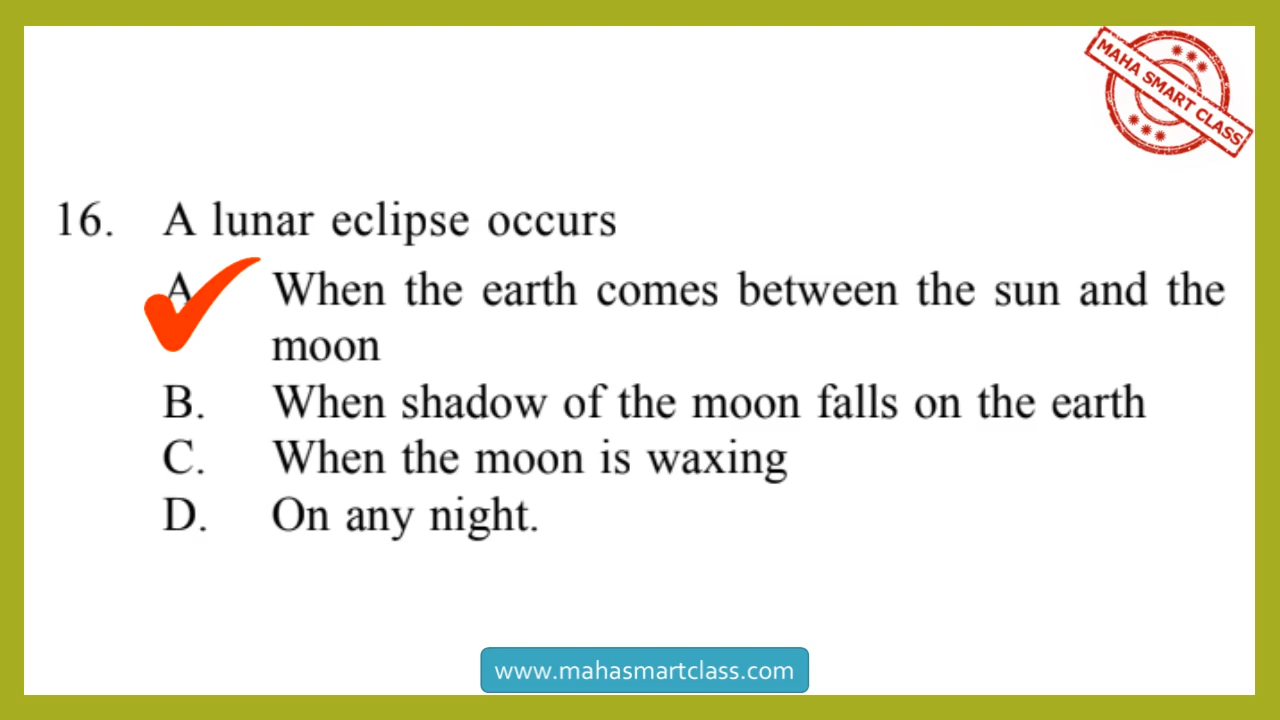 MAHA SMART CLASS
16. A lunar eclipse occurs
A. When the earth comes between the sun and the
moon
B. When shadow of the moon falls on the earth
C. When the moon is waxing
D. On any night.
www.mahasmartclass.com